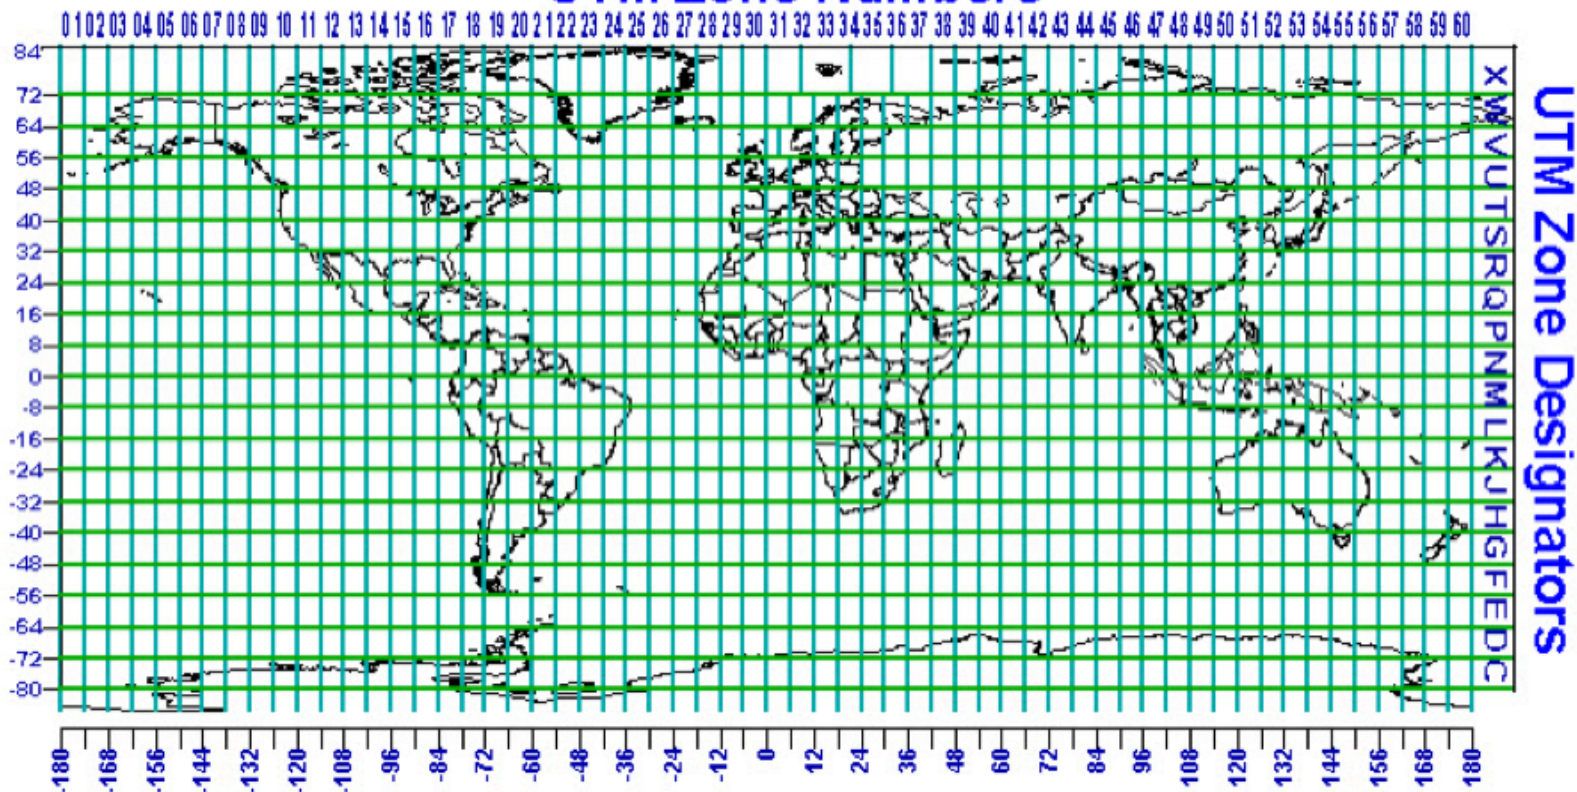 UTM Zone Numbers
01 02 03 04 05 06 07 08 09 10 11 12 13 14 15 16 17 18 19 20 21 22 23 24 25 26 27 28 29 30 31 32 33 34 35 36 37 38 39 40 41 42 43 44 45 46 47 48 49 50 51 52 53 54 55 56 57 58 59 60
84
72
64
56
48
40
32
24
16
8
0
-8
-16
-24
-32
-40
-48
-56
-64
-72
-80
X
W
V
U
T
S
R
Q
P
N
M
L
K
J
H
G
F
E
D
C
UTM Zone Designators
-180 -168 -156 -144 -132 -120 -108 -96 -84 -72 -60 -48 -36 -24 -12 0 12 24 36 48 60 72 84 96 108 120 132 144 156 168 180